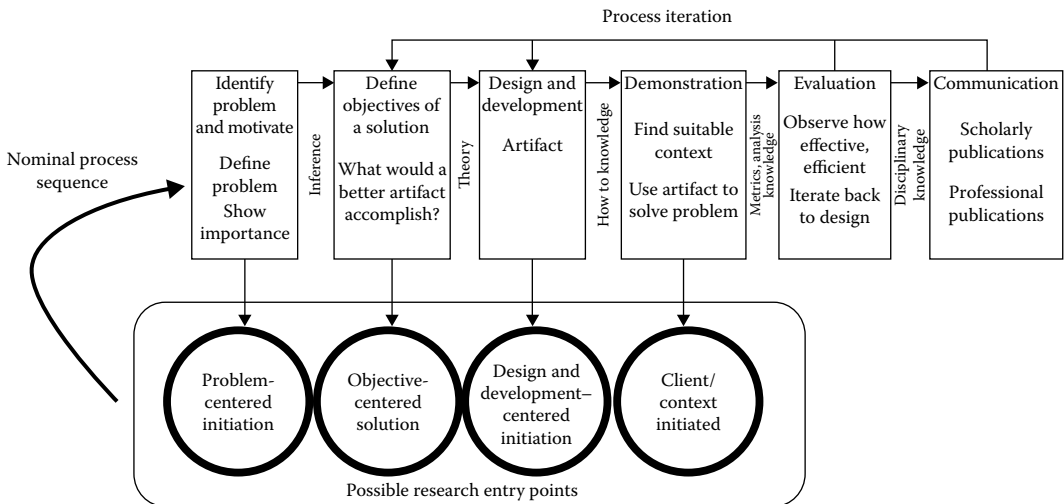 Process iteration
Identify
problem
and motivate
Define
problem
Show
importance
Inference
Define
objectives of
a solution
What would a
better artifact
accomplish?
Theory
Design and
development
Artifact
How to knowledge
Demonstration
Find suitable
context
Use artifact to
solve problem
Metrics, analysis
knowledge
Evaluation
Observe how
effective,
efficient
Iterate back
to design
Disciplinary
knowledge
Communication
Scholarly
publications
Professional
publications
Nominal process
sequence
Problem-
centered
initiation
Objective-
centered
solution
Design and
development–
centered
initiation
Client/
context
initiated
Possible research entry points